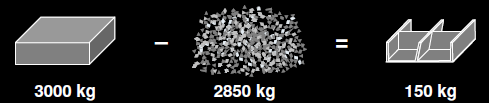 – =
3000 kg 2850 kg 150 kg